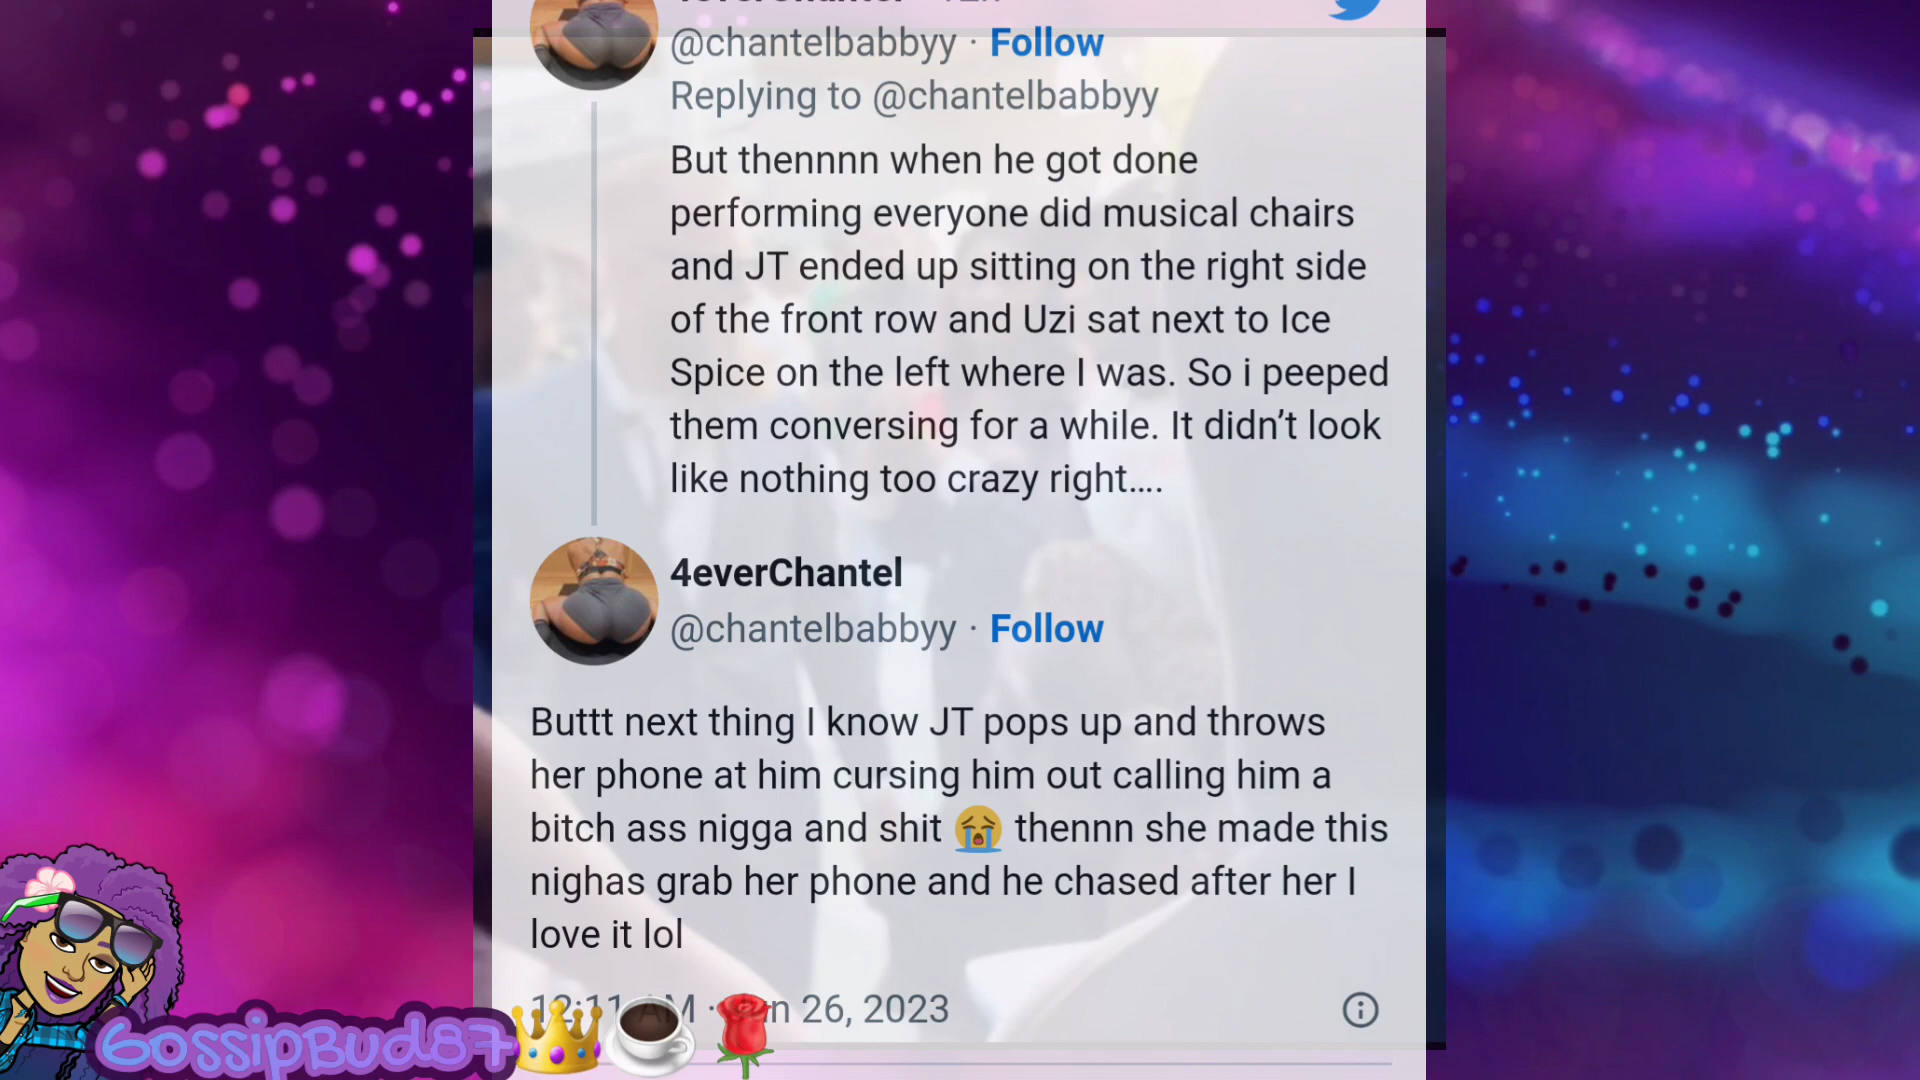 @chantelbabbyy · Follow
Replying to @chantelbabbyy
But thennnn when he got done
performing everyone did musical chairs
and JT ended up sitting on the right side
of the front row and Uzi sat next to Ice
Spice on the left where I was. So i peeped
them conversing for a while. It didn’t look
like nothing too crazy right….
4everChantel
@chantelbabbyy · Follow
Buttt next thing I know JT pops up and throws
her phone at him cursing him out calling him a
bitch ass nigga and shit 😭 thennn she made this
nighas grab her phone and he chased after her I
love it lol
12:11 AM · Jun 26, 2023
GossipBud87